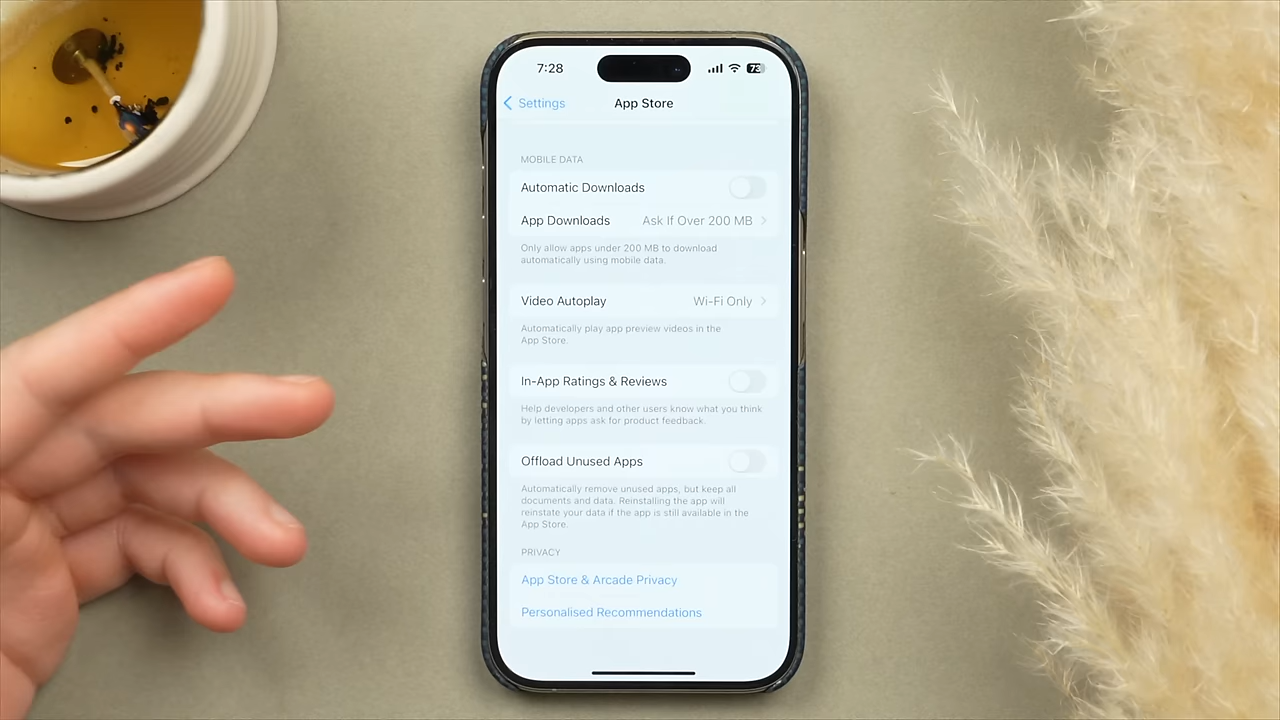 7:28
73
Settings
App Store
MOBILE DATA
Automatic Downloads
App Downloads Ask If Over 200 MB
Only allow apps under 200 MB to download
automatically using mobile data.
Video Autoplay Wi-Fi Only
Automatically play app preview videos in the
App Store.
In-App Ratings & Reviews
Help developers and other users know what you think
by letting apps ask for product feedback.
Offload Unused Apps
Automatically remove unused apps, but keep all
documents and data. Reinstalling the app will
reinstate your data if the app is still available in the
App Store.
PRIVACY
App Store & Arcade Privacy
Personalised Recommendations